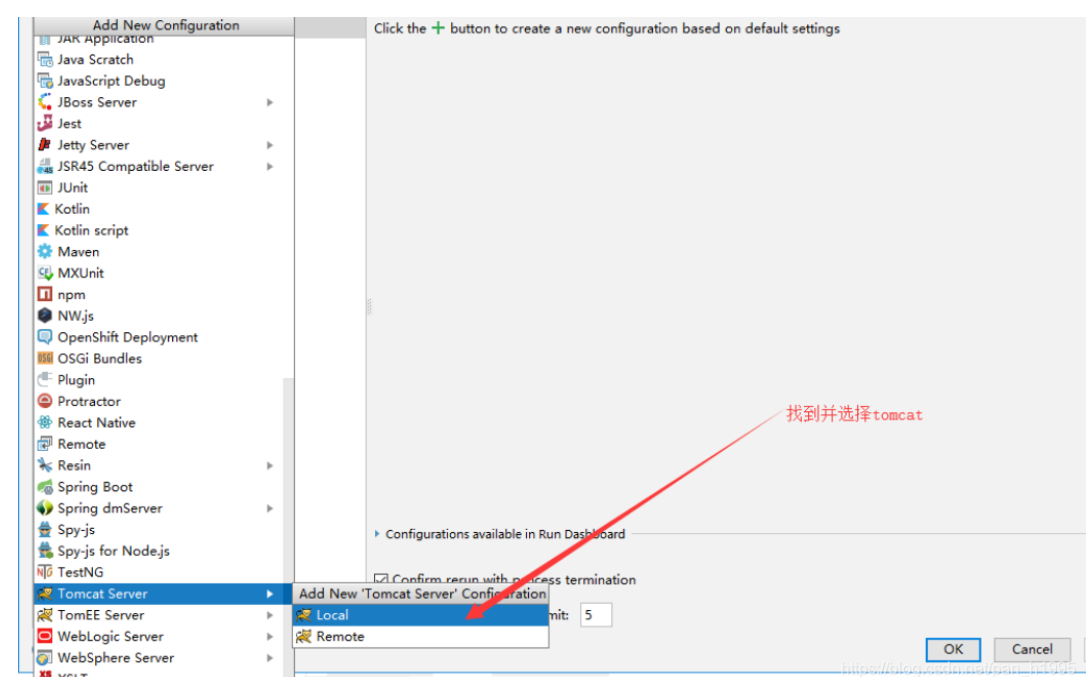 Add New Configuration
Click the + button to create a new configuration based on default settings
JAR Application
Java Scratch
JavaScript Debug
JBoss Server
Jest
Jetty Server
JSR45 Compatible Server
JUnit
Kotlin
Kotlin script
Maven
MXUnit
npm
NW.js
OpenShift Deployment
OSGi Bundles
Plugin
Protractor
React Native
Remote
Resin
Spring Boot
Spring dmServer
Spy-js
Spy-js for Node.js
TestNG
Tomcat Server
TomEE Server
WebLogic Server
WebSphere Server
XSLT
找到并选择tomcat
Configurations available in Run Dashboard
Confirm rerun with process termination
Add New 'Tomcat Server' Configuration
Local
Remote
mit: 5
OK
Cancel